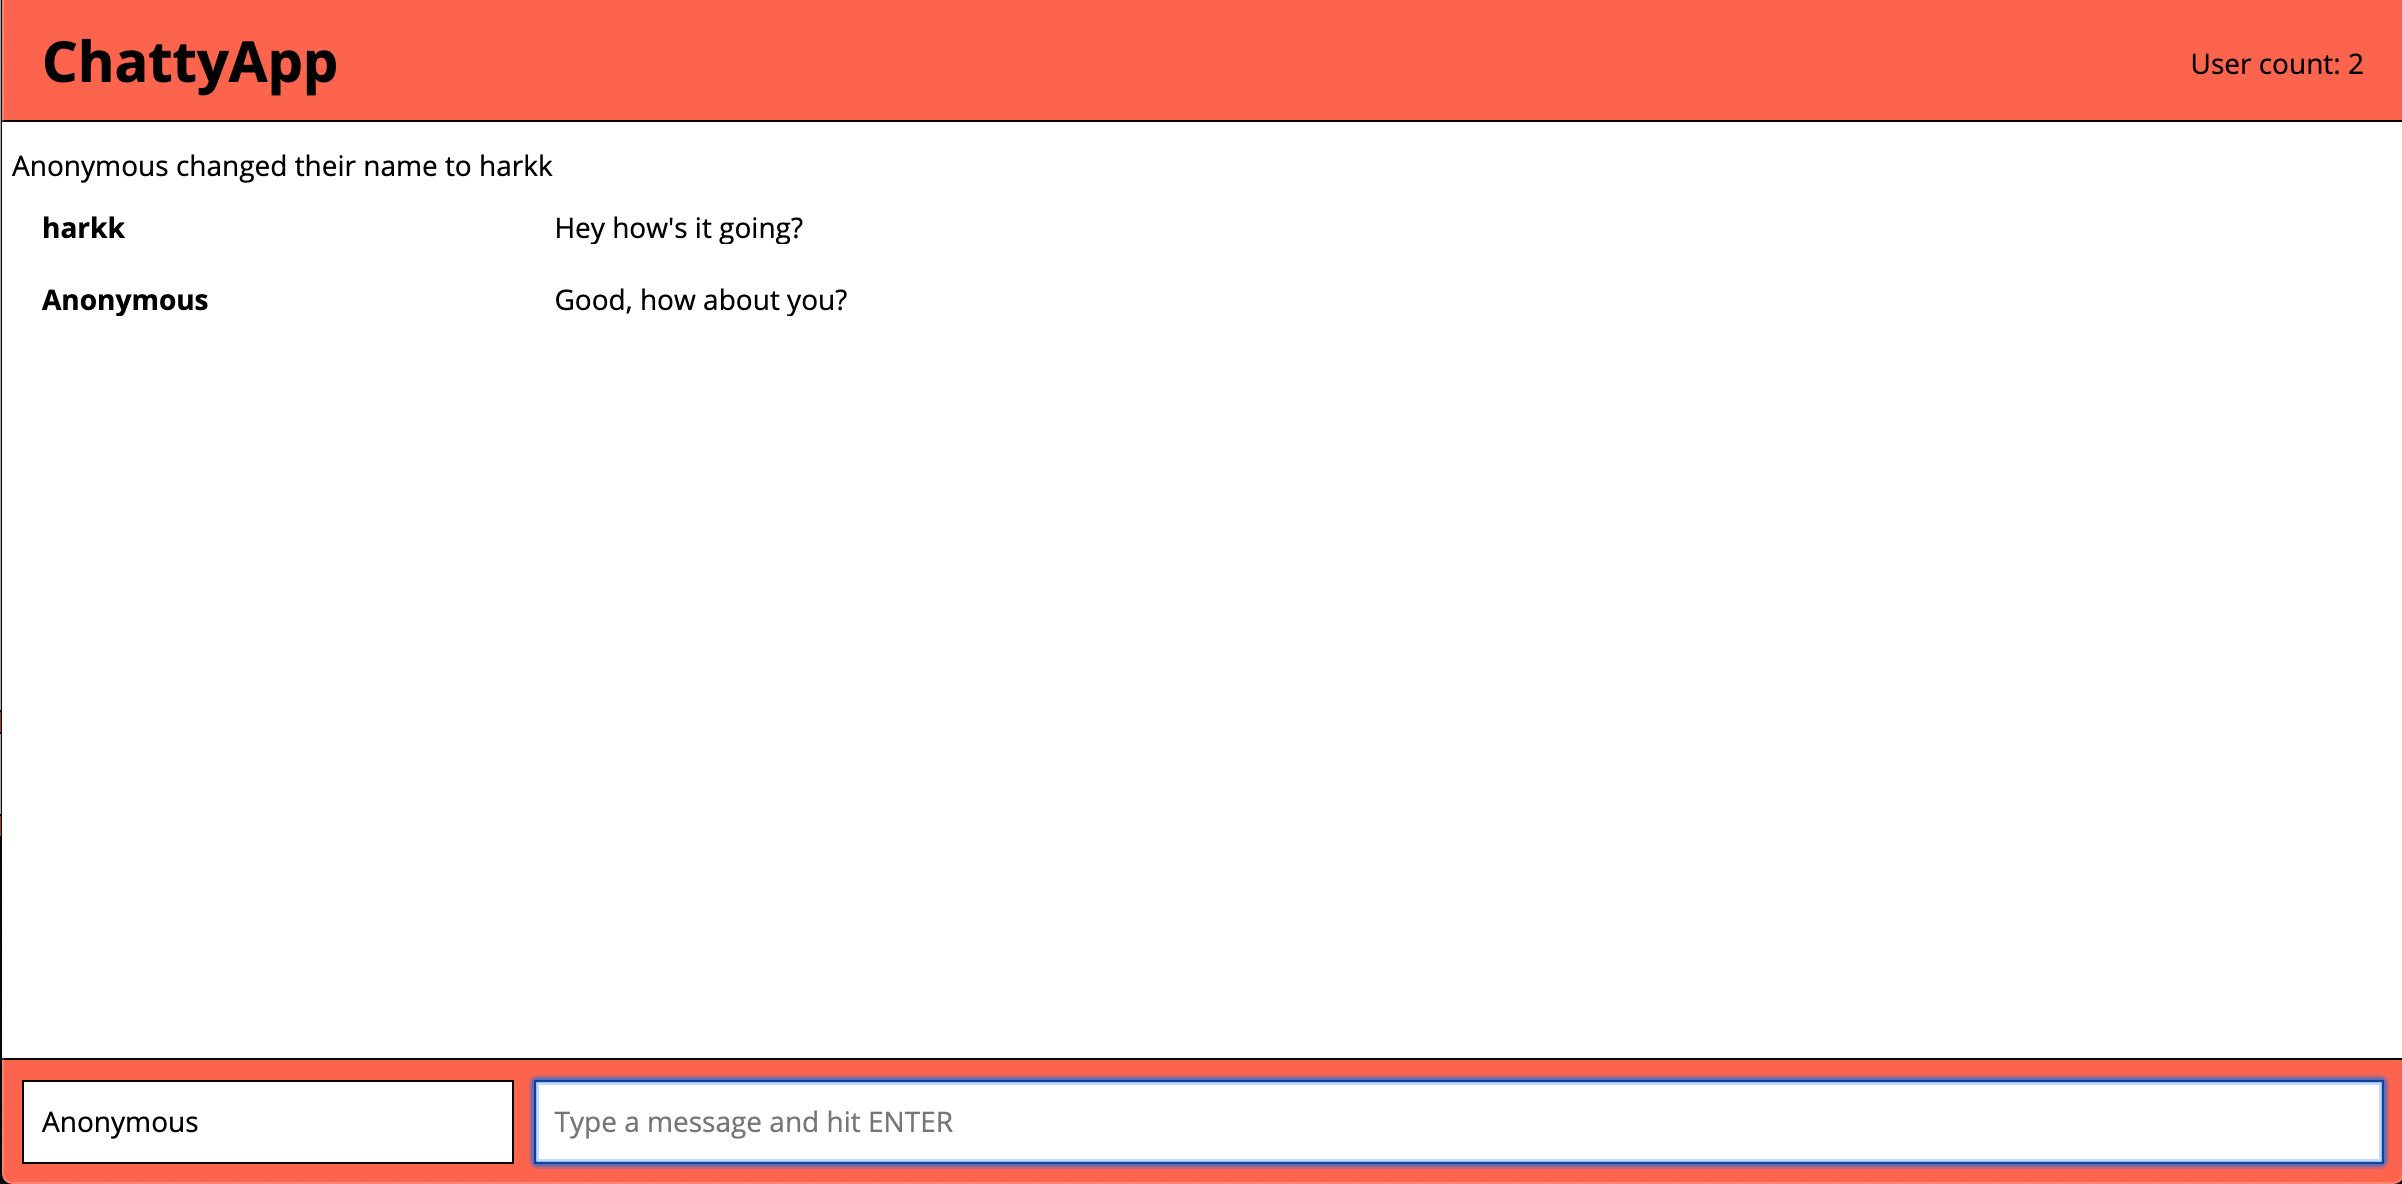 ChattyApp
User count: 2
Anonymous changed their name to harkk
harkk Hey how's it going?
Anonymous Good, how about you?
Anonymous Type a message and hit ENTER